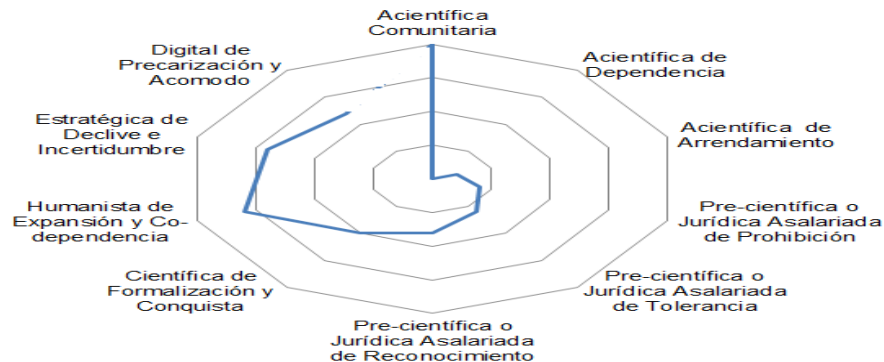 Acientífica
Comunitaria
Acientífica de
Dependencia
Acientífica de
Arrendamiento
Pre-científica o
Jurídica Asalariada
de Prohibición
Pre-científica o
Jurídica Asalariada
de Tolerancia
Pre-científica o
Jurídica Asalariada
de Reconocimiento
Científica de
Formalización y
Conquista
Humanista de
Expansión y Co-
dependencia
Estratégica de
Declive e
Incertidumbre
Digital de
Precarización y
Acomodo